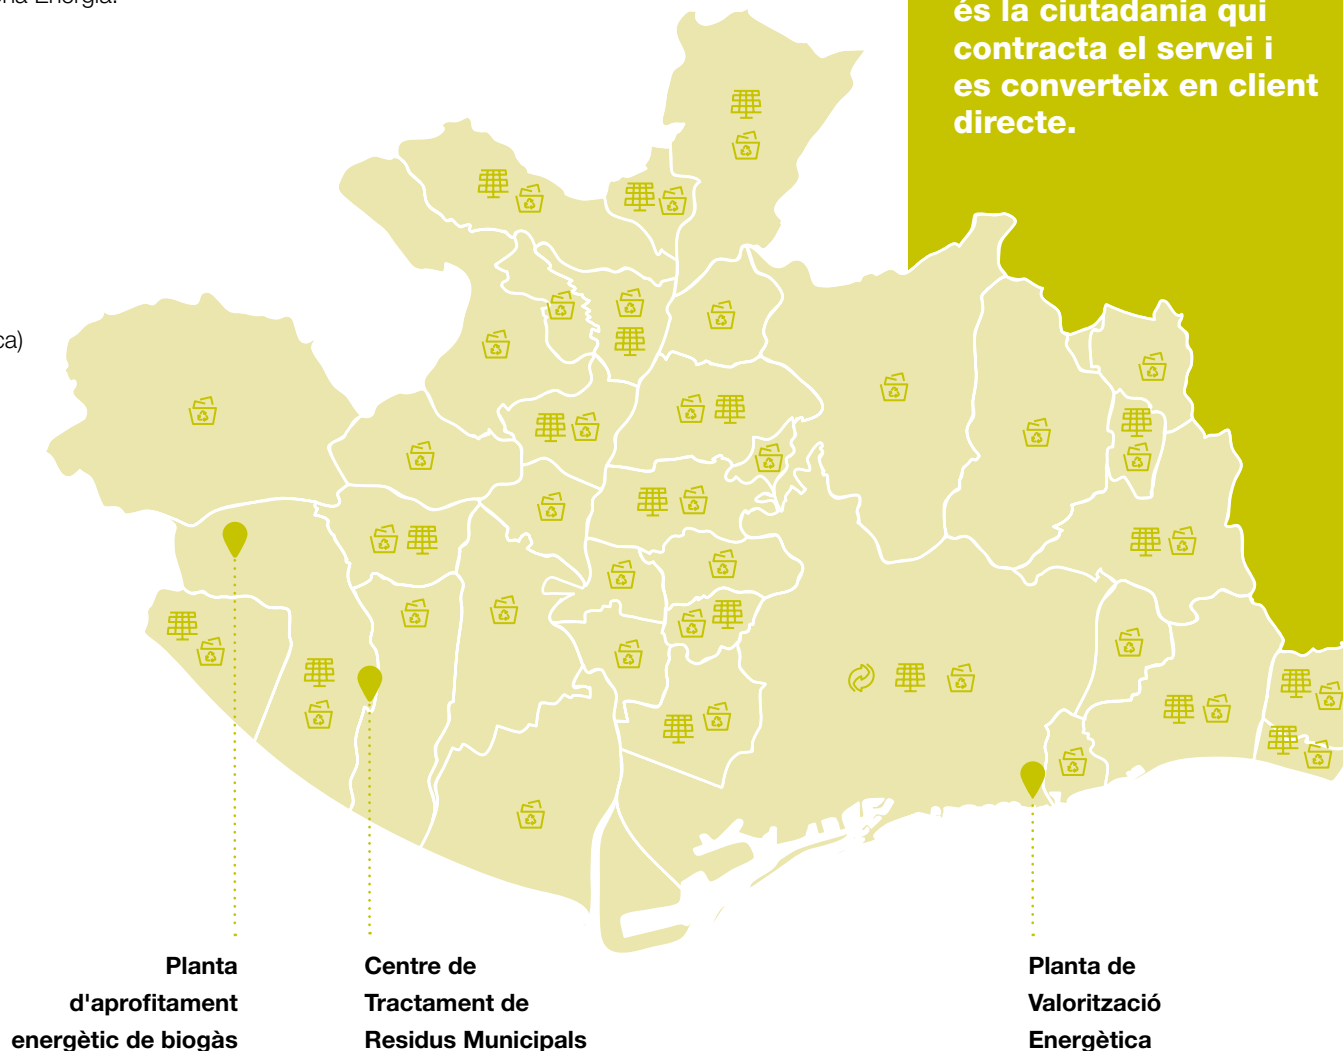 és la ciutadania qui
contracta el servei i
es converteix en client
directe.
Planta
d'aprofitament
energètic de biogàs
Centre de
Tractament de
Residus Municipals
Planta de
Valorització
Energètica